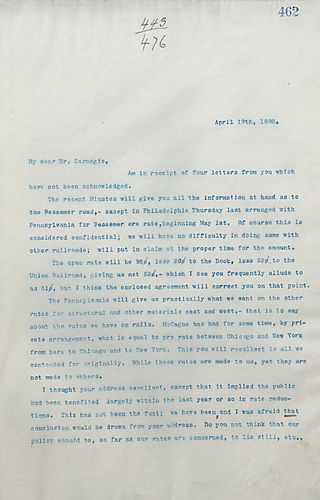 462
443
476
April 19th, 1898.
My dear Mr. Carnegie,
Am in receipt of four letters from you which
have not been acknowledged.
The recent Minutes will give you all the information at hand as to
the Bessemer road,- except in Philadelphia Thursday last arranged with
Pennsylvania for Bessemer ore rate, beginning May 1st. Of course this is
considered confidential; we will have no difficulty in doing same with
other railroads; will put in claim at the proper time for the amount.
The open rate will be 98¢, less 20¢ to the Dock, less 25¢ to the
Union Railroad, giving us net 53¢,- which I see you frequently allude to
as 51¢, but I think the enclosed agreement will correct you on that point.
The Pennsylvania will give us practically what we want on the other
rates for structural and other materials east and west,- that is to say
about the rates we have on rails. McCague has had for some time, by pri-
vate arrangement, what is equal to pro rate between Chicago and New York
from here to Chicago and to New York. This you will recollect is all we
contended for originally. While these rates are made to us, yet they are
not made to others.
I thought your address excellent, except that it implied the public
had been benefited largely within the last year or so in rate reduc-
tions. This has not been the fact; we have been and I was afraid that
conclusion would be drawn from your address. Do you not think that our
policy should be, so far as our rates are concerned, to lie still, etc.,